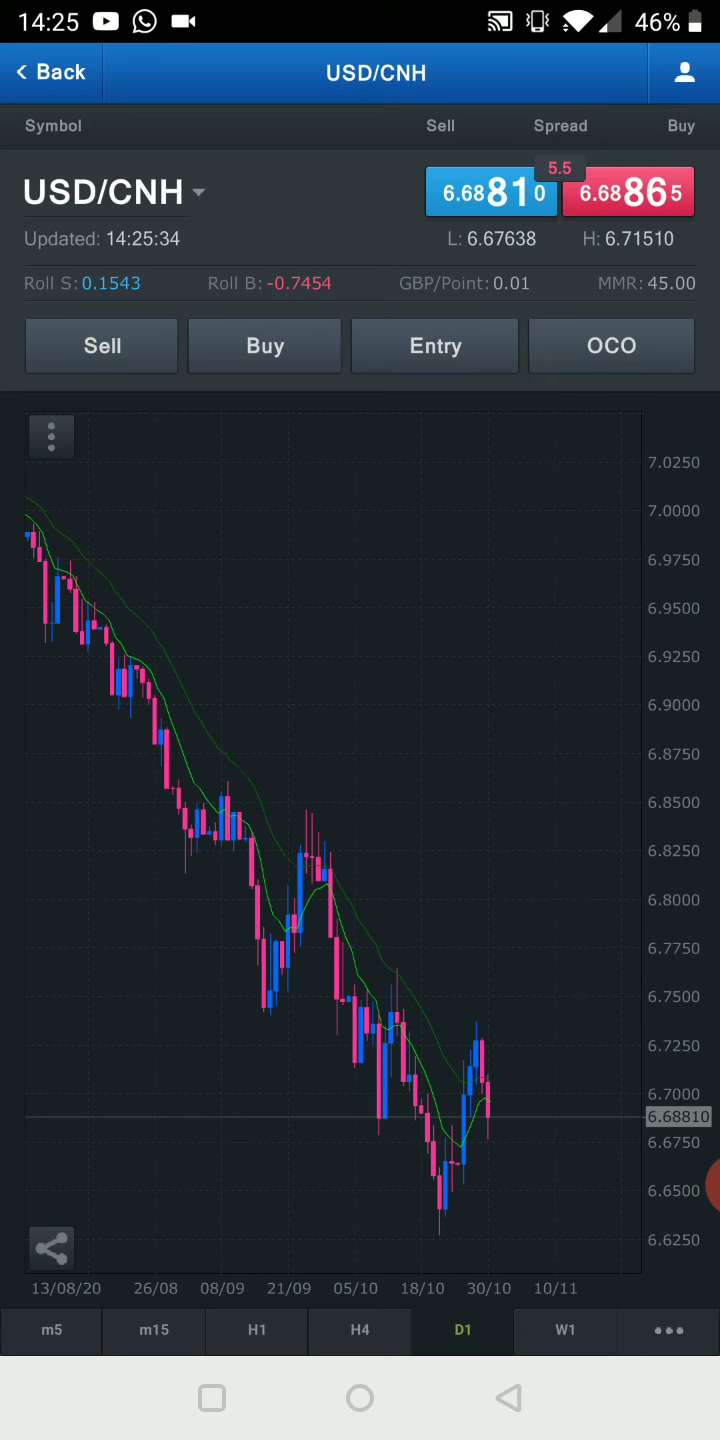 14:25 46%
Back USD/CNH
Symbol Sell Spread Buy
USD/CNH 6.68810 5.5 6.68865
Updated: 14:25:34 L: 6.67638 H: 6.71510
Roll S: 0.1543 Roll B: -0.7454 GBP/Point: 0.01 MMR: 45.00
Sell Buy Entry OCO
7.0250
7.0000
6.9750
6.9500
6.9250
6.9000
6.8750
6.8500
6.8250
6.8000
6.7750
6.7500
6.7250
6.7000
6.68810
6.6750
6.6500
6.6250
13/08/20 26/08 08/09 21/09 05/10 18/10 30/10 10/11
m5 m15 H1 H4 D1 W1